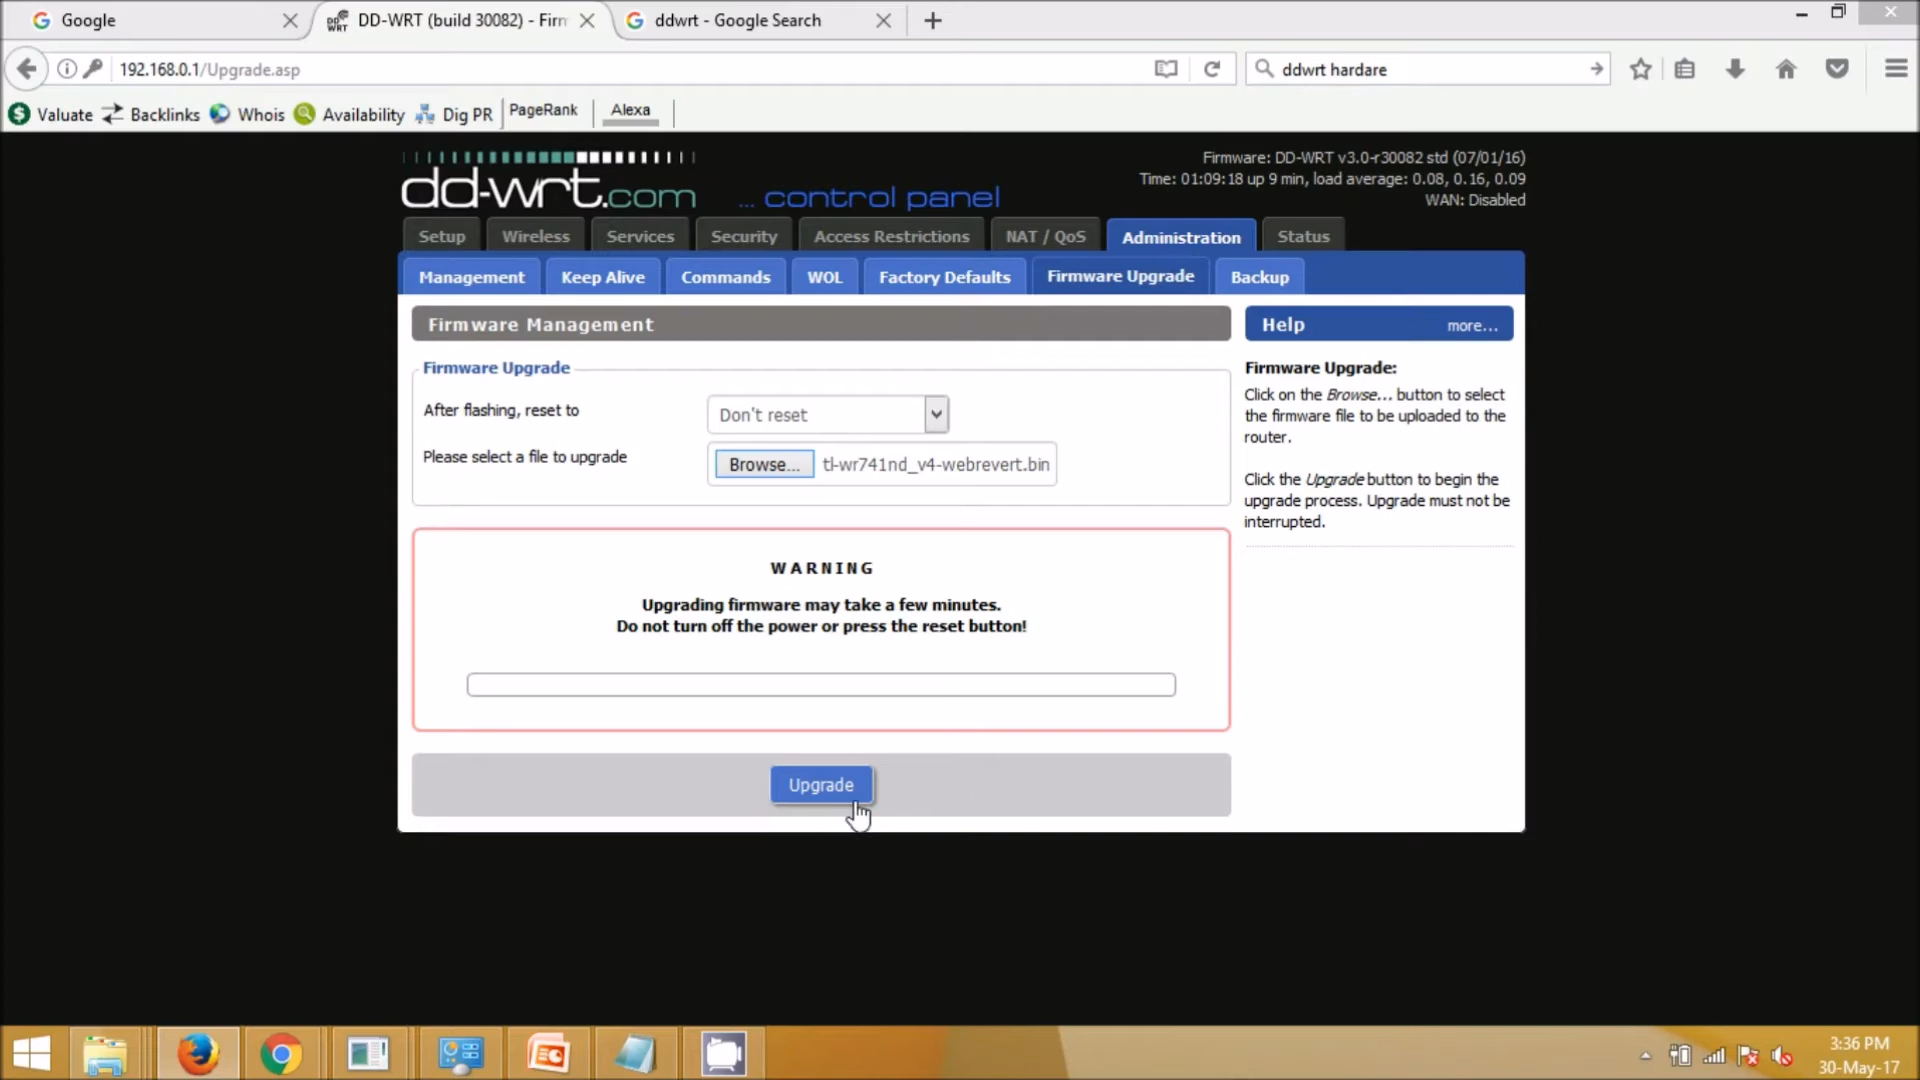 Google
DD-WRT (build 30082) - Firm
ddwrt - Google Search
192.168.0.1/Upgrade.asp
ddwrt hardare
Valuate
Backlinks
Whois
Availability
Dig PR
PageRank
Alexa
dd-wrt.com
... control panel
Firmware: DD-WRT v3.0-r30082 std (07/01/16)
Time: 01:09:18 up 9 min, load average: 0.08, 0.16, 0.09
WAN: Disabled
Setup
Wireless
Services
Security
Access Restrictions
NAT / QoS
Administration
Status
Management
Keep Alive
Commands
WOL
Factory Defaults
Firmware Upgrade
Backup
Firmware Management
Firmware Upgrade
After flashing, reset to
Don't reset
Please select a file to upgrade
Browse...
tl-wr741nd_v4-webrevert.bin
WARNING
Upgrading firmware may take a few minutes.
Do not turn off the power or press the reset button!
Upgrade
Help
more...
Firmware Upgrade:
Click on the Browse... button to select
the firmware file to be uploaded to the
router.
Click the Upgrade button to begin the
upgrade process. Upgrade must not be
interrupted.
3:36 PM
30-May-17